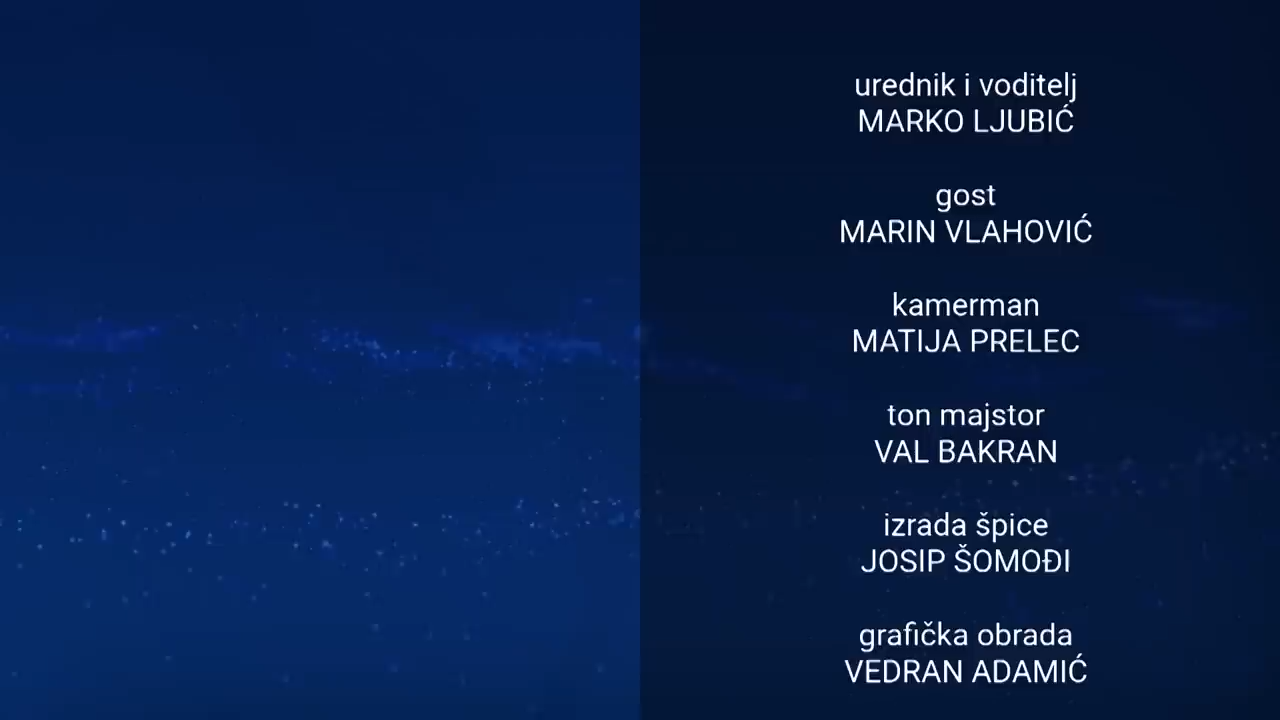 urednik i voditelj
MARKO LJUBIĆ
gost
MARIN VLAHOVIĆ
kamerman
MATIJA PRELEC
ton majstor
VAL BAKRAN
izrada špice
JOSIP ŠOMOĐI
grafička obrada
VEDRAN ADAMIĆ